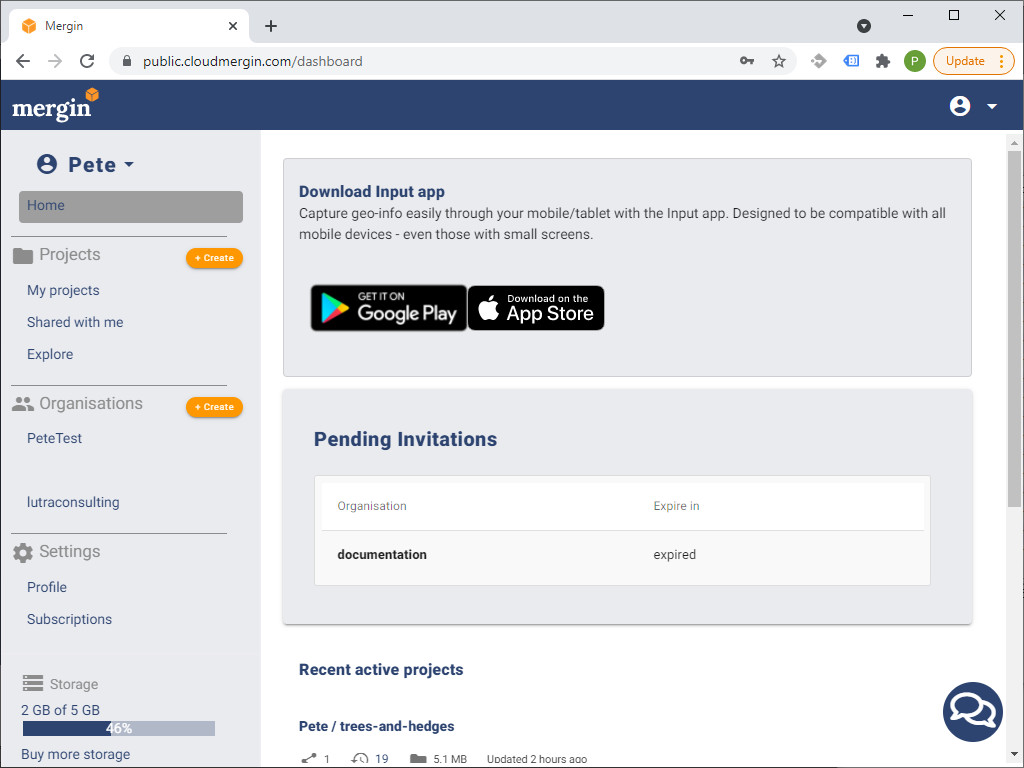 Mergin
public.cloudmergin.com/dashboard
P
Update
mergin
Pete
Home
Projects
+ Create
My projects
Shared with me
Explore
Organisations
+ Create
PeteTest
lutraconsulting
Settings
Profile
Subscriptions
Storage
2 GB of 5 GB
46%
Buy more storage
Download Input app
Capture geo-info easily through your mobile/tablet with the Input app. Designed to be compatible with all
mobile devices - even those with small screens.
GET IT ON
Google Play
Download on the
App Store
Pending Invitations
Organisation Expire in
documentation expired
Recent active projects
Pete / trees-and-hedges
1 19 5.1 MB Updated 2 hours ago